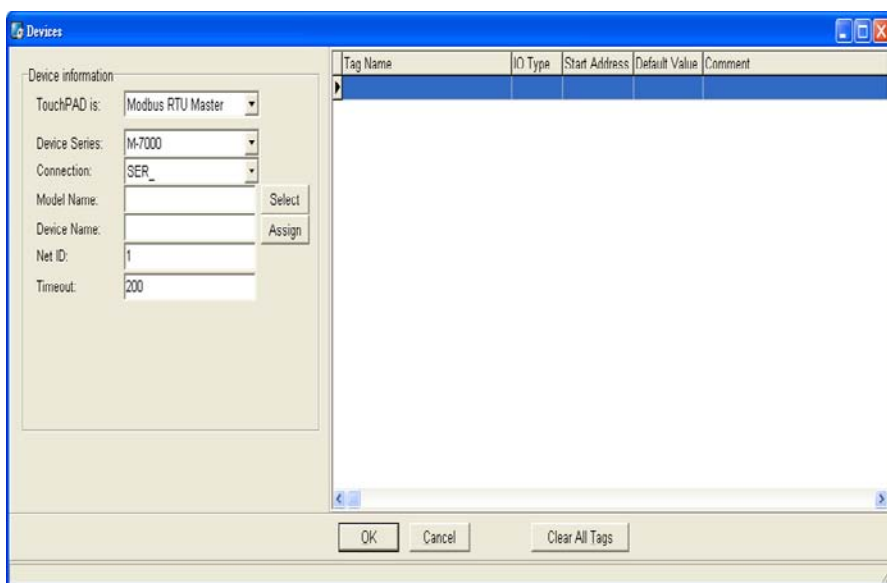 Devices
Device information
TouchPAD is: Modbus RTU Master
Device Series: M-7000
Connection: SER_
Model Name: Select
Device Name: Assign
Net ID: 1
Timeout: 200
Tag Name IO Type Start Address Default Value Comment
OK Cancel Clear All Tags